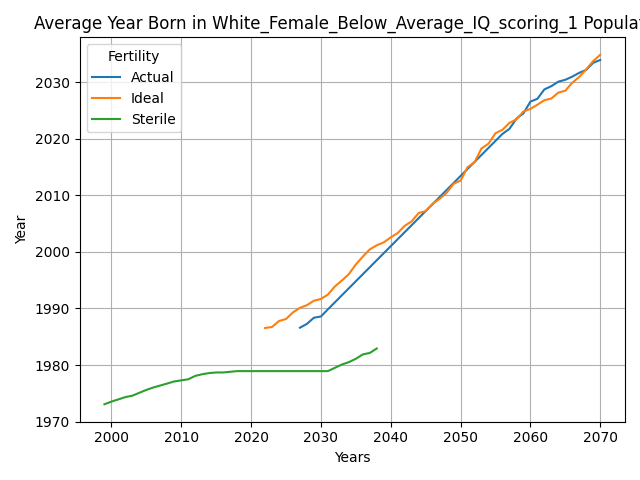 Average Year Born in White_Female_Below_Average_IQ_scoring_1 Populat
Fertility
Actual
Ideal
Sterile
2030
2020
2010
2000
1990
1980
1970
Year
2000 2010 2020 2030 2040 2050 2060 2070
Years